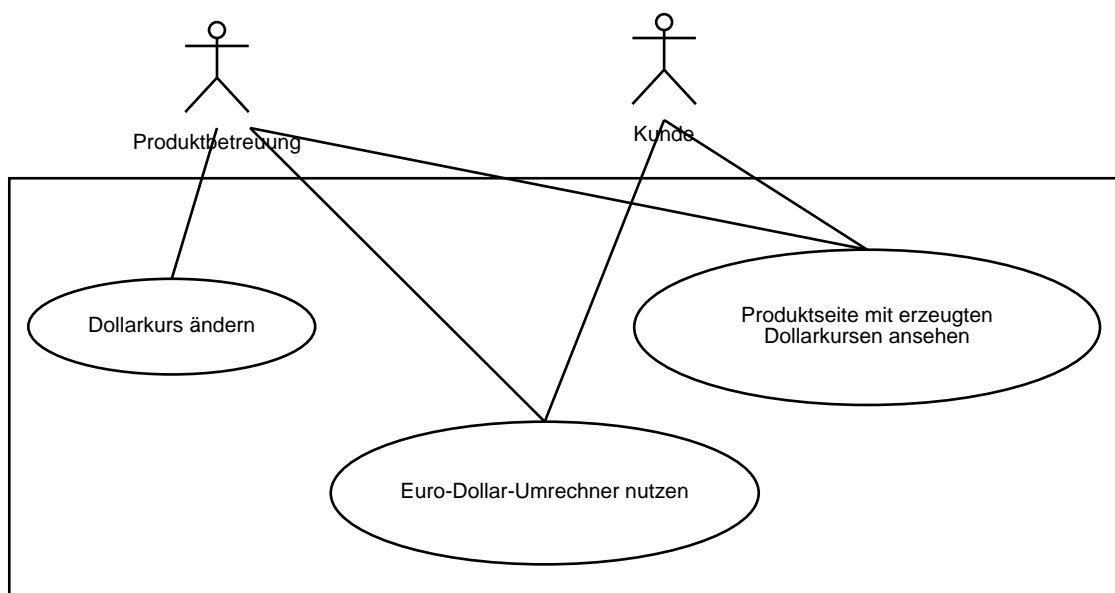 Produktbetreuung
Kunde
Dollarkurs ändern
Produktseite mit erzeugten
Dollarkursen ansehen
Euro-Dollar-Umrechner nutzen